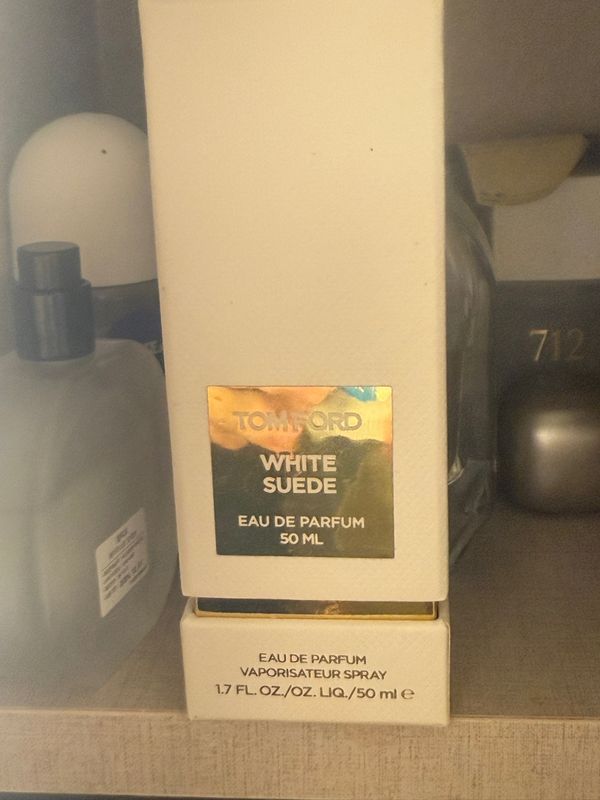 712
TOM FORD
WHITE
SUEDE
EAU DE PARFUM
50 ML
EAU DE PARFUM
VAPORISATEUR SPRAY
1.7 FL. OZ./OZ. LIQ./50 ml ℮